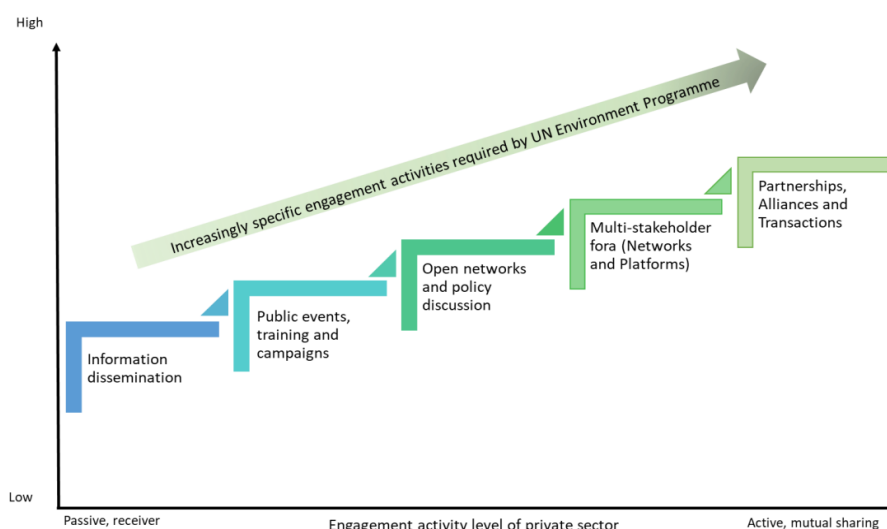 High
Increasingly specific engagement activities required by UN Environment Programme
Partnerships,
Alliances and
Transactions
Multi-stakeholder
fora (Networks
and Platforms)
Open networks
and policy
discussion
Public events,
training and
campaigns
Information
dissemination
Low
Passive, receiver
Engagement activity level of private sector
Active, mutual sharing